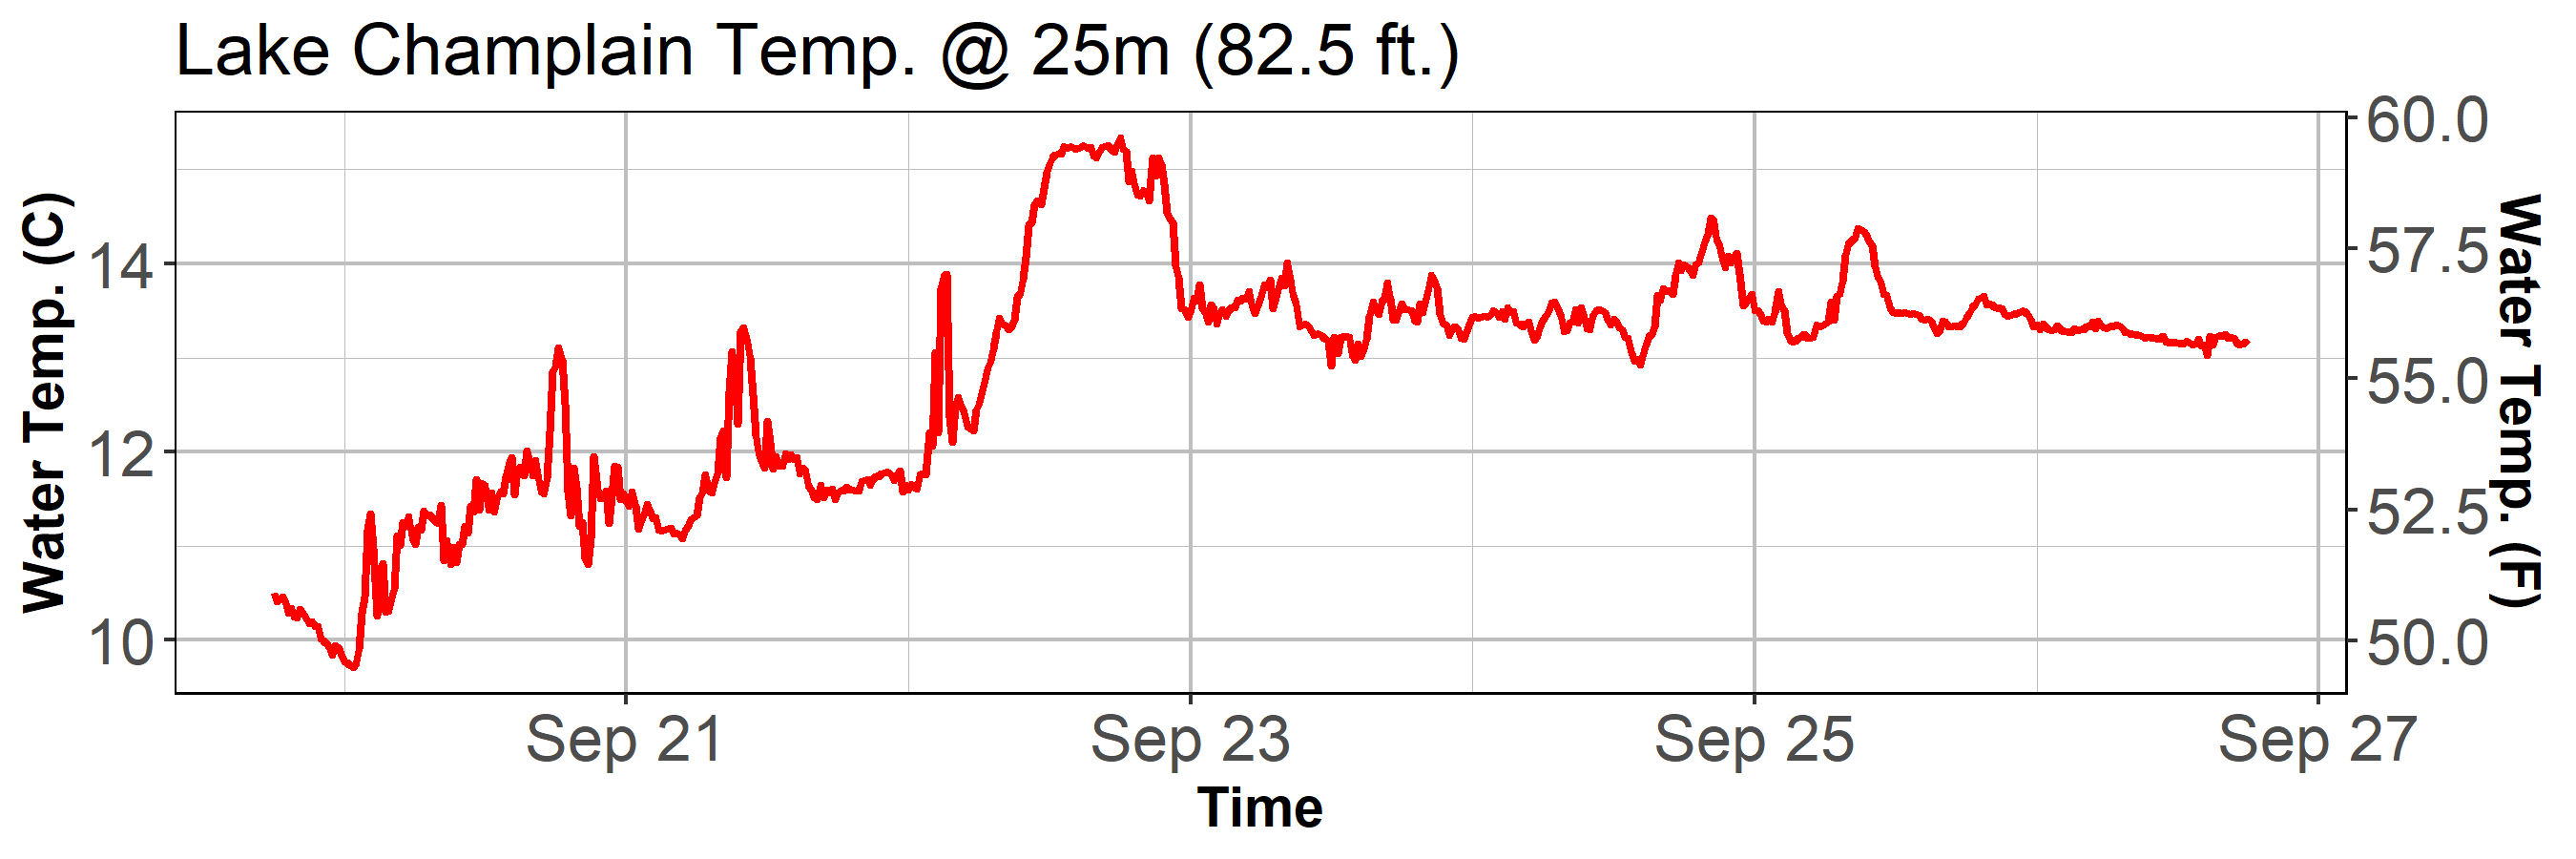 Lake Champlain Temp. @ 25m (82.5 ft.)
Water Temp. (C)
14
12
10
60.0
57.5
55.0
52.5
50.0
Water Temp. (F)
Sep 21 Sep 23 Sep 25 Sep 27
Time